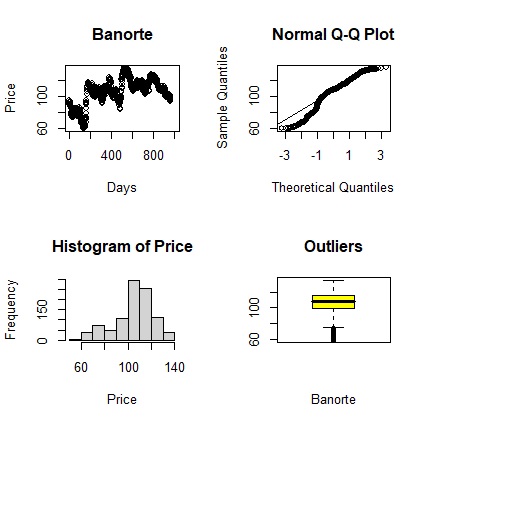 Banorte
Price
60
100
0
400
800
Days
Normal Q-Q Plot
Sample Quantiles
60
100
-3
-1
1
3
Theoretical Quantiles
Histogram of Price
Frequency
0
150
60
100
140
Price
Outliers
60
100
Banorte